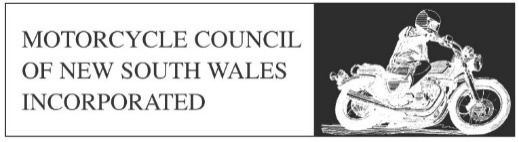 MOTORCYCLE COUNCIL
OF NEW SOUTH WALES
INCORPORATED